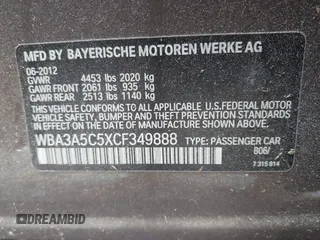 MFD BY BAYERISCHE MOTOREN WERKE AG
06-2012
GVWR 4453 lbs 2020 kg
GAWR FRONT 2061 lbs 935 kg
GAWR REAR 2513 lbs 1140 kg
THIS VEHICLE CONFORMS TO ALL APPLICABLE U.S. FEDERAL MOTOR VEHICLE SAFETY, BUMPER AND THEFT PREVENTION STANDARDS IN EFFECT ON THE DATE OF MANUFACTURE SHOWN ABOVE.
WBA3A5C5XCF349888 TYPE: PASSENGER CAR
B06/
7 315 814
DREAMBID